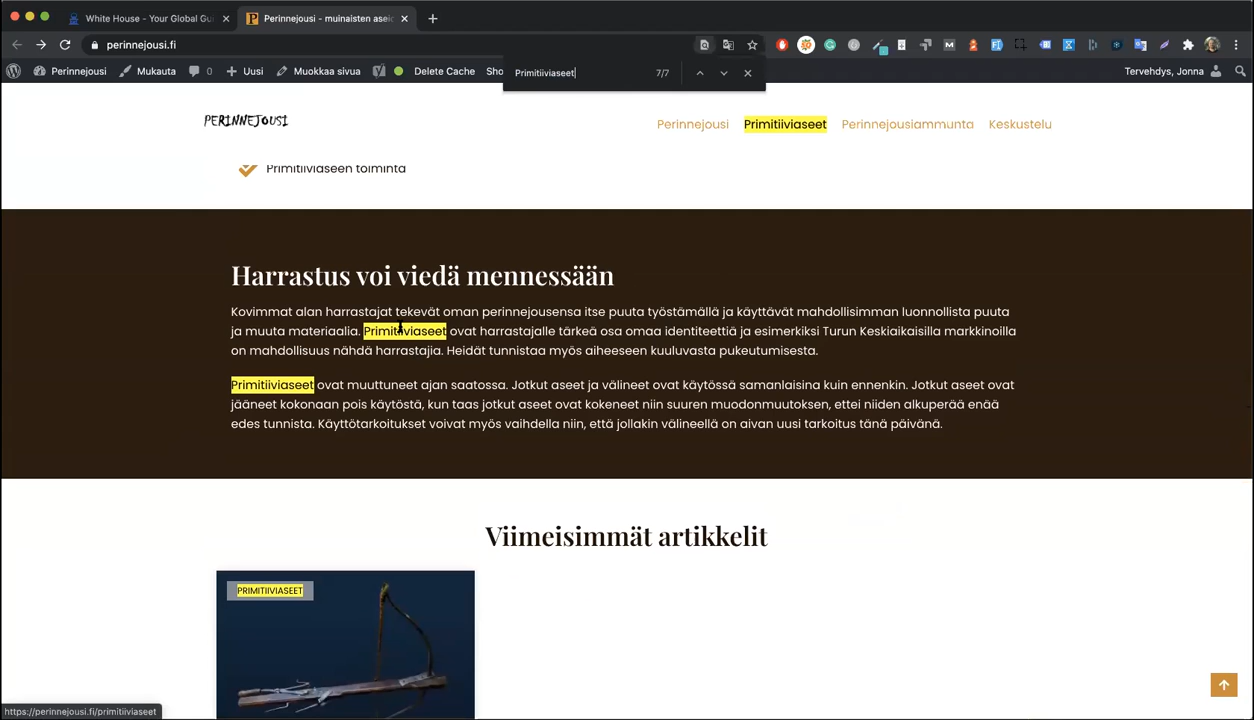 White House - Your Global Gui
Perinnejousi - muinaisten aseid
perinnejousi.fi
Perinnejousi
Mukauta
0
Uusi
Muokkaa sivua
Delete Cache
Sho
Primitiiviaseet
7/7
Tervehdys, Jonna
PERINNEJOUSI
Perinnejousi
Primitiiviaseet
Perinnejousiammunta
Keskustelu
Primitiiviaseen toiminta
Harrastus voi viedä mennessään
Kovimmat alan harrastajat tekevät oman perinnejousensa itse puuta työstämällä ja käyttävät mahdollisimman luonnollista puuta
ja muuta materiaalia. Primitiiviaseet ovat harrastajalle tärkeä osa omaa identiteettiä ja esimerkiksi Turun Keskiaikaisilla markkinoilla
on mahdollisuus nähdä harrastajia. Heidät tunnistaa myös aiheeseen kuuluvasta pukeutumisesta.
Primitiiviaseet ovat muuttuneet ajan saatossa. Jotkut aseet ja välineet ovat käytössä samanlaisina kuin ennenkin. Jotkut aseet ovat
jääneet kokonaan pois käytöstä, kun taas jotkut aseet ovat kokeneet niin suuren muodonmuutoksen, ettei niiden alkuperää enää
edes tunnista. Käyttötarkoitukset voivat myös vaihdella niin, että jollakin välineellä on aivan uusi tarkoitus tänä päivänä.
Viimeisimmät artikkelit
PRIMITIIVIASEET
https://perinnejousi.fi/primitiiviaseet